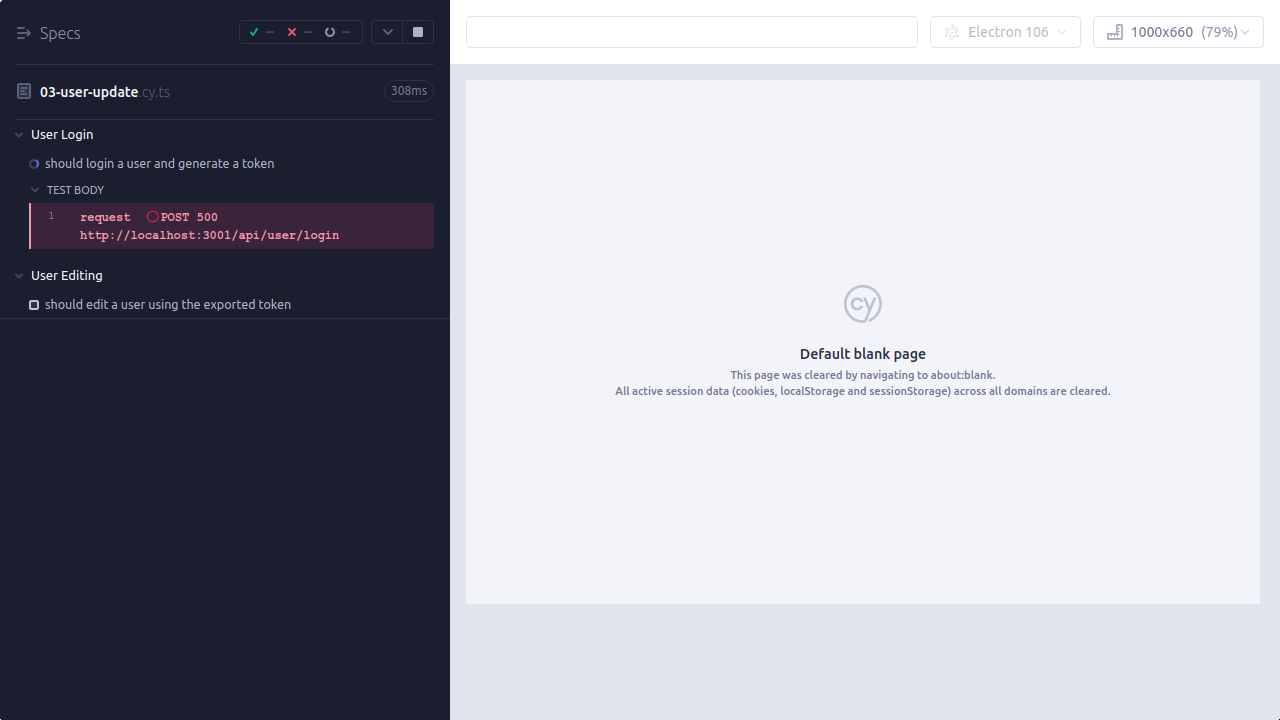 Specs
-- -- --
03-user-update.cy.ts
308ms
User Login
should login a user and generate a token
TEST BODY
1 request POST 500
http://localhost:3001/api/user/login
User Editing
should edit a user using the exported token
Electron 106
1000x660 (79%)
cy
Default blank page
This page was cleared by navigating to about:blank.
All active session data (cookies, localStorage and sessionStorage) across all domains are cleared.